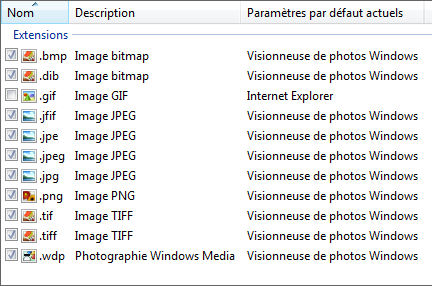 Nom Description Paramètres par défaut actuels
Extensions
.bmp Image bitmap Visionneuse de photos Windows
.dib Image bitmap Visionneuse de photos Windows
.gif Image GIF Internet Explorer
.jfif Image JPEG Visionneuse de photos Windows
.jpe Image JPEG Visionneuse de photos Windows
.jpeg Image JPEG Visionneuse de photos Windows
.jpg Image JPEG Visionneuse de photos Windows
.png Image PNG Visionneuse de photos Windows
.tif Image TIFF Visionneuse de photos Windows
.tiff Image TIFF Visionneuse de photos Windows
.wdp Photographie Windows Media Visionneuse de photos Windows